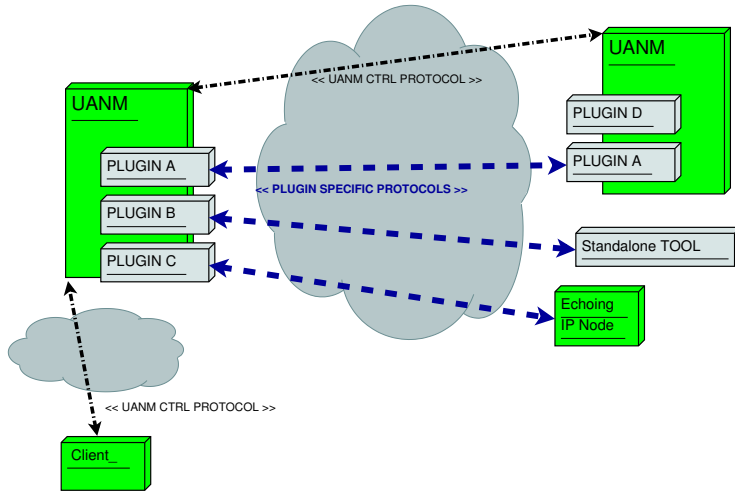 UANM
<< UANM CTRL PROTOCOL >>
UANM
PLUGIN D
PLUGIN A
PLUGIN A
<< PLUGIN SPECIFIC PROTOCOLS >>
PLUGIN B
Standalone TOOL
PLUGIN C
Echoing
IP Node
<< UANM CTRL PROTOCOL >>
Client_